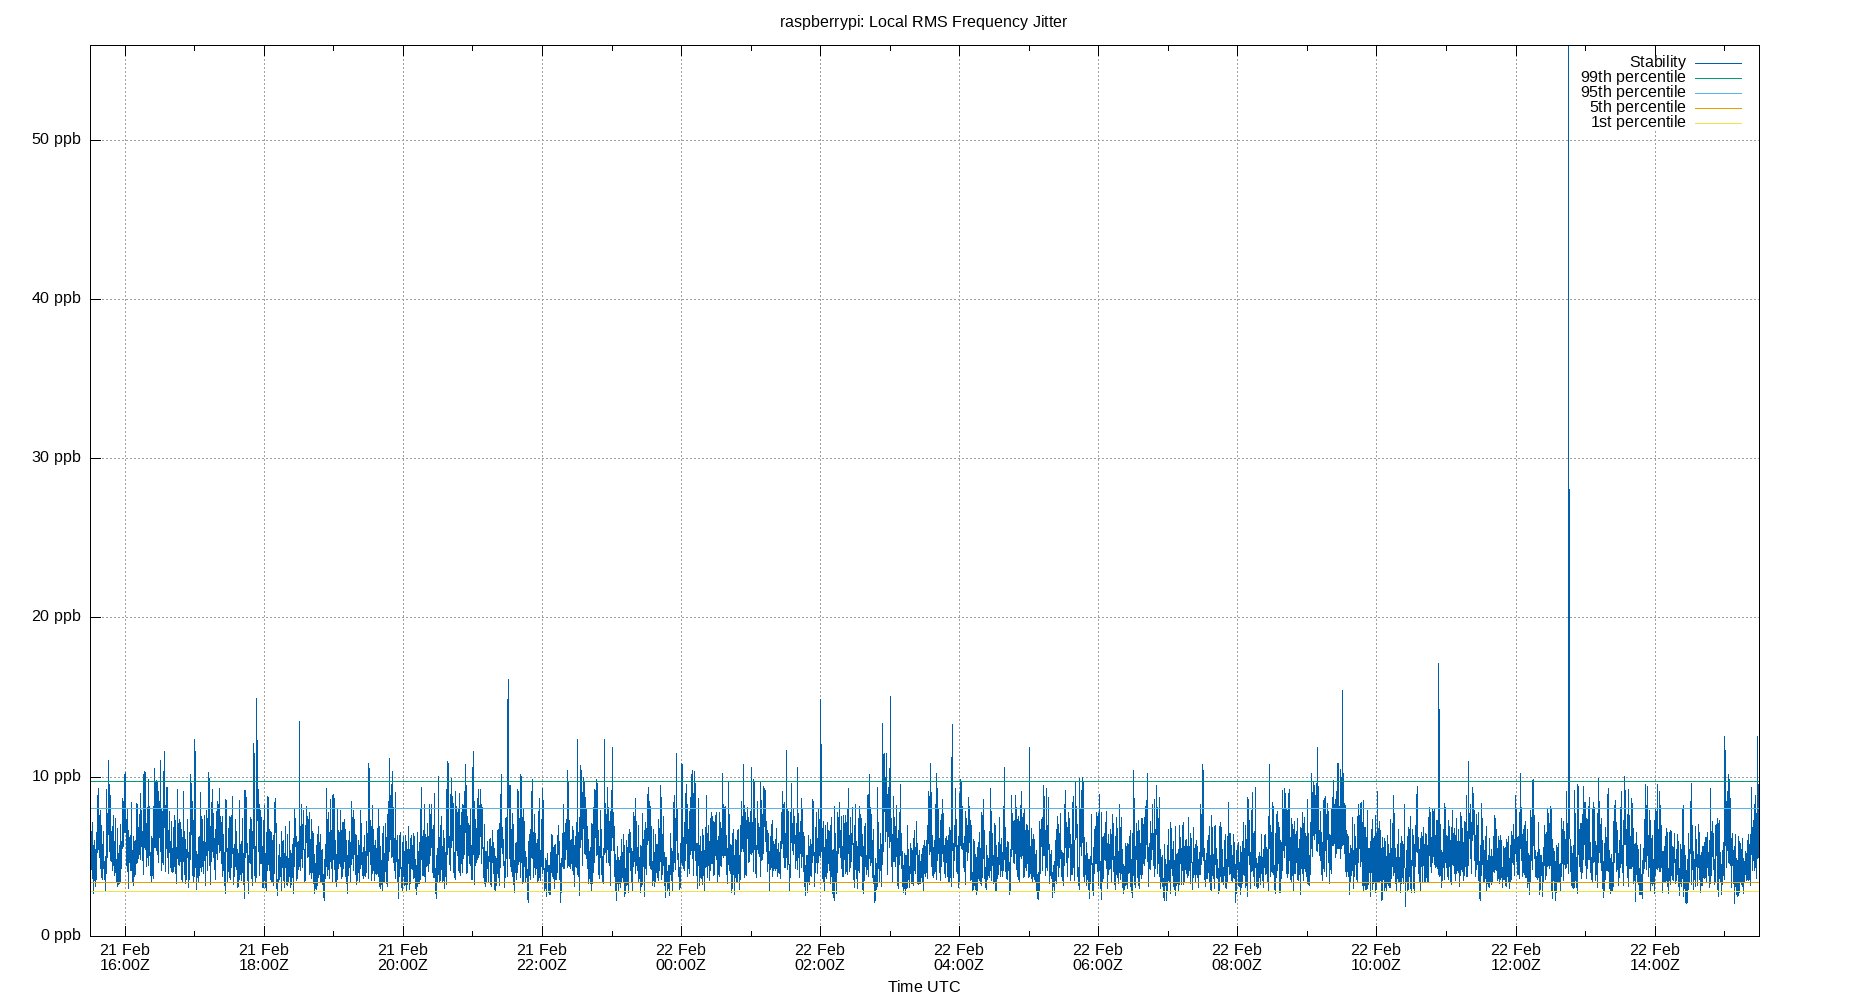 raspberrypi: Local RMS Frequency Jitter
Stability
99th percentile
95th percentile
5th percentile
1st percentile
50 ppb
40 ppb
30 ppb
20 ppb
10 ppb
0 ppb
21 Feb 21 Feb 21 Feb 21 Feb 22 Feb 22 Feb 22 Feb 22 Feb 22 Feb 22 Feb 22 Feb 22 Feb
16:00Z 18:00Z 20:00Z 22:00Z 00:00Z 02:00Z 04:00Z 06:00Z 08:00Z 10:00Z 12:00Z 14:00Z
Time UTC